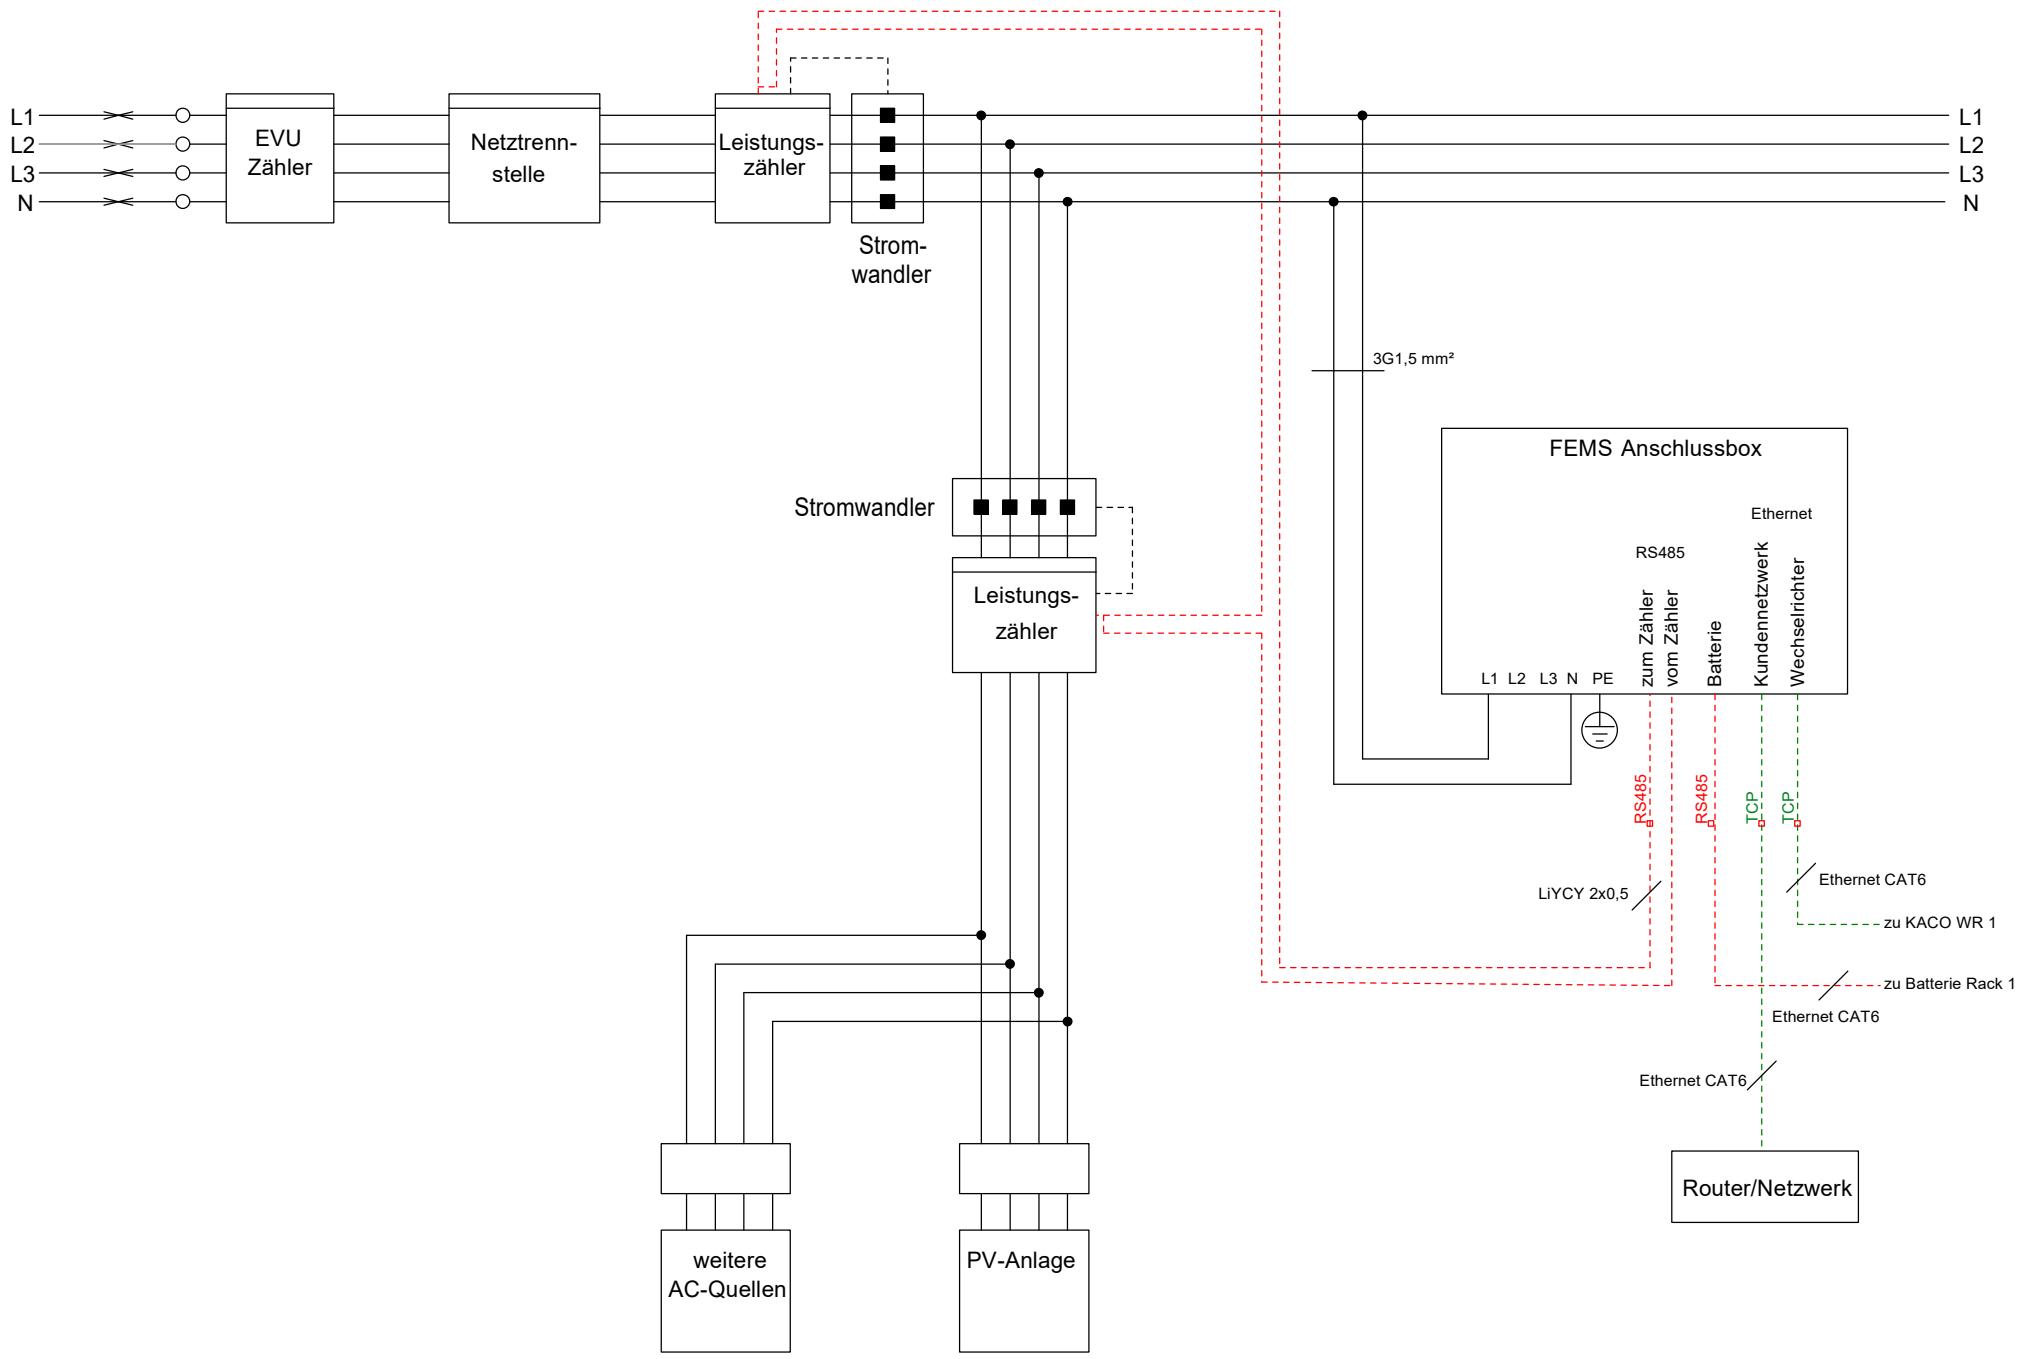 L1
L2
L3
N
EVU
Zähler
Netztrenn-
stelle
Leistungs-
zähler
Strom-
wandler
L1
L2
L3
N
3G1,5 mm²
Stromwandler
Leistungs-
zähler
FEMS Anschlussbox
Ethernet
RS485
zum Zähler
vom Zähler
Batterie
Kundennetzwerk
Wechselrichter
L1 L2 L3 N PE
RS485
RS485
TCP
TCP
LiYCY 2x0,5
Ethernet CAT6
zu KACO WR 1
zu Batterie Rack 1
Ethernet CAT6
Ethernet CAT6
Router/Netzwerk
weitere
AC-Quellen
PV-Anlage